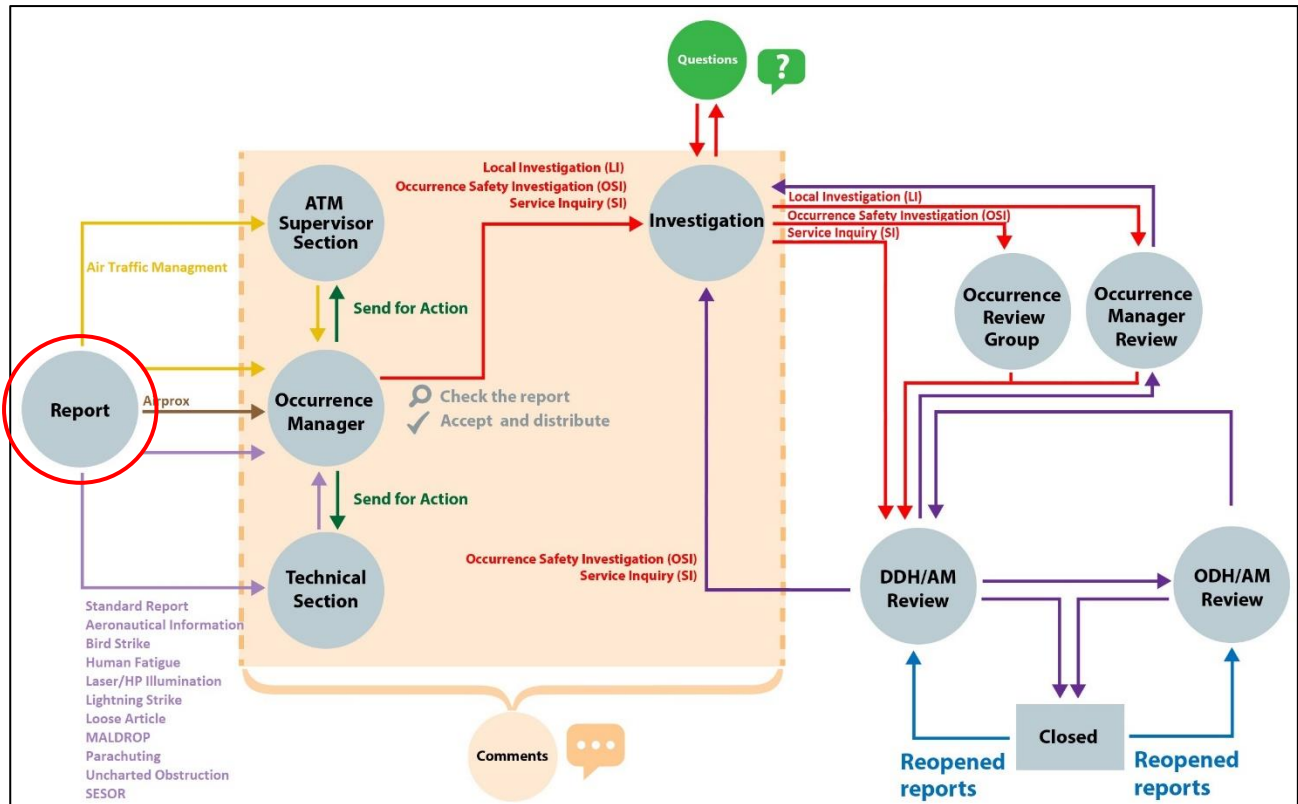 Questions
?
Local Investigation (LI)
Occurrence Safety Investigation (OSI)
Service Inquiry (SI)
ATM
Supervisor
Section
Investigation
Local Investigation (LI)
Occurrence Safety Investigation (OSI)
Service Inquiry (SI)
Air Traffic Managment
Send for Action
Occurrence
Review
Group
Occurrence
Manager
Review
Report
Airprox
Occurrence
Manager
Check the report
Accept and distribute
Send for Action
Technical
Section
Occurrence Safety Investigation (OSI)
Service Inquiry (SI)
DDH/AM
Review
ODH/AM
Review
Standard Report
Aeronautical Information
Bird Strike
Human Fatigue
Laser/HP Illumination
Lightning Strike
Loose Article
MALDROP
Parachuting
Uncharted Obstruction
SESOR
Comments
Closed
Reopened
reports
Reopened
reports